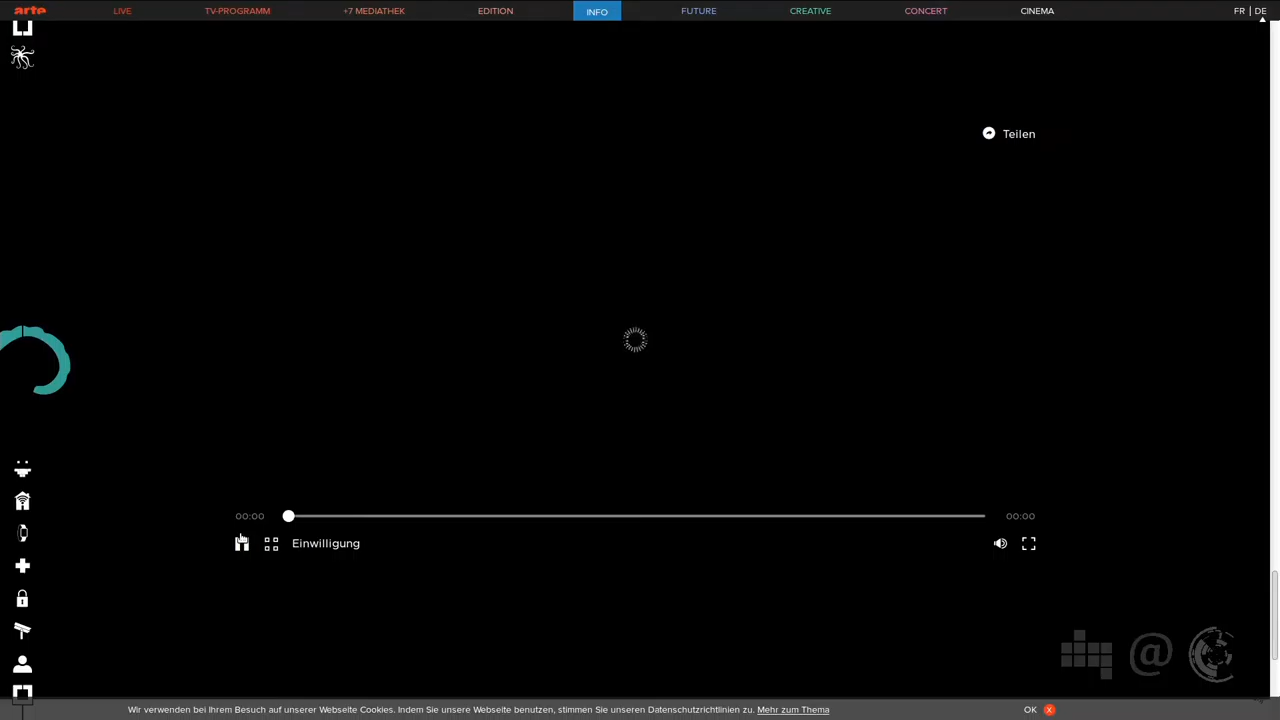 arte LIVE TV-PROGRAMM +7 MEDIATHEK EDITION INFO FUTURE CREATIVE CONCERT CINEMA FR | DE
Teilen
00:00 00:00
Einwilligung
@
Wir verwenden bei Ihrem Besuch auf unserer Webseite Cookies. Indem Sie unsere Webseite benutzen, stimmen Sie unseren Datenschutzrichtlinien zu. Mehr zum Thema OK X